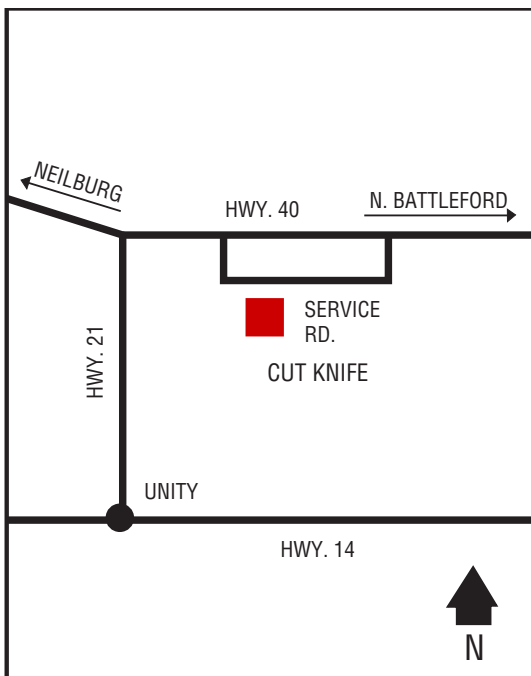 NEILBURG
HWY. 40
N. BATTLEFORD
HWY. 21
SERVICE
RD.
CUT KNIFE
UNITY
HWY. 14
N